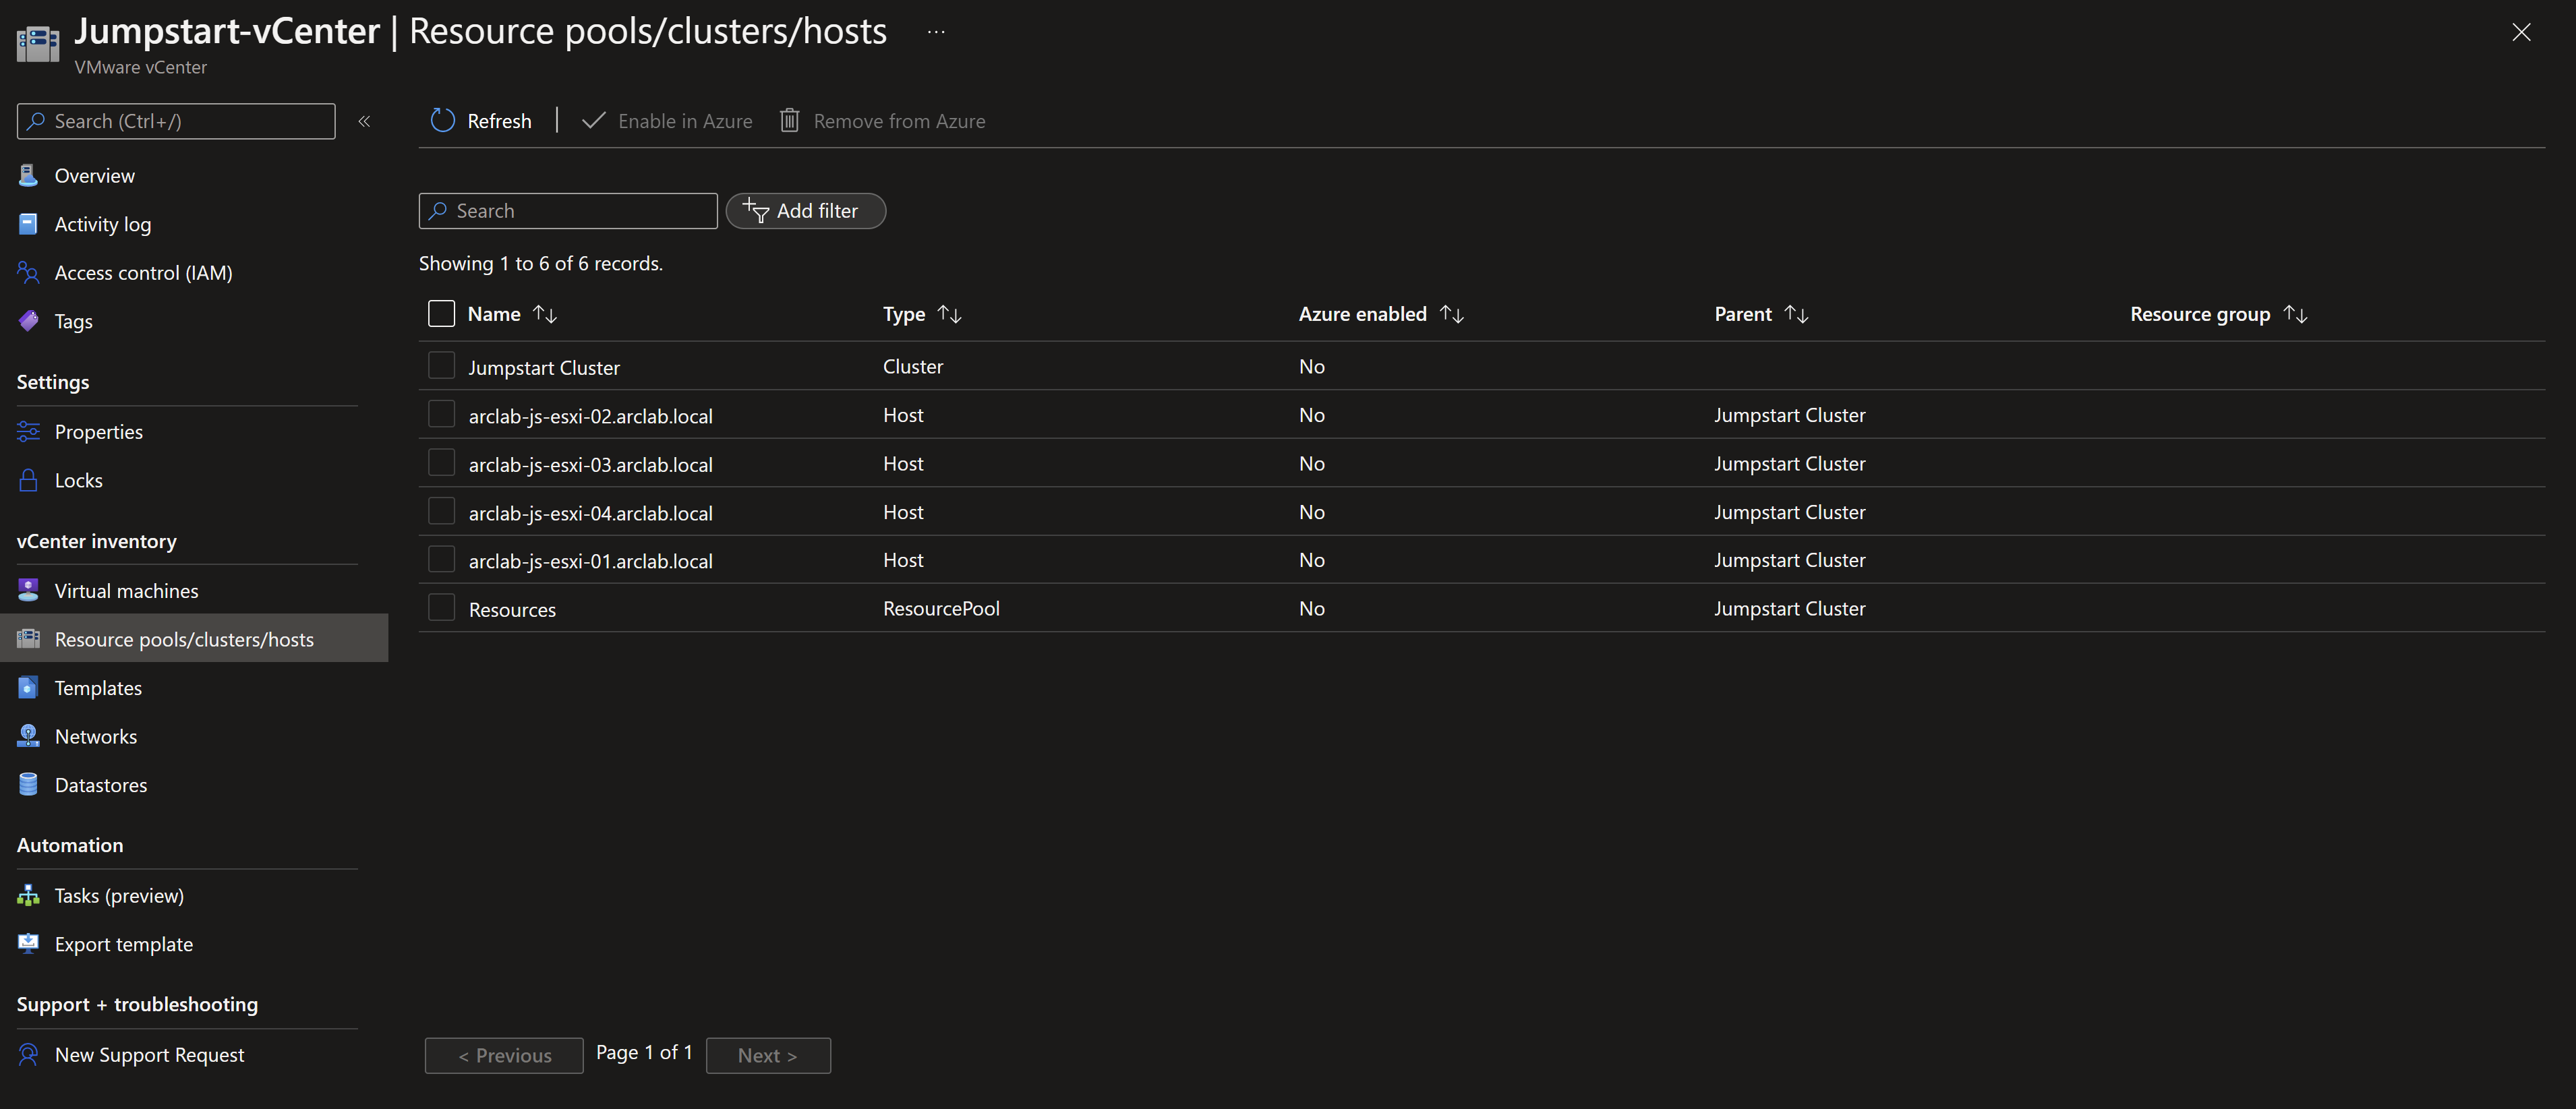 Jumpstart-vCenter | Resource pools/clusters/hosts ...
VMware vCenter
Search (Ctrl+/) «
Overview
Activity log
Access control (IAM)
Tags
Settings
Properties
Locks
vCenter inventory
Virtual machines
Resource pools/clusters/hosts
Templates
Networks
Datastores
Automation
Tasks (preview)
Export template
Support + troubleshooting
New Support Request
Refresh | Enable in Azure Remove from Azure
Search Add filter
Showing 1 to 6 of 6 records.
Name ↑↓ Type ↑↓ Azure enabled ↑↓ Parent ↑↓ Resource group ↑↓
Jumpstart Cluster Cluster No
arclab-js-esxi-02.arclab.local Host No Jumpstart Cluster
arclab-js-esxi-03.arclab.local Host No Jumpstart Cluster
arclab-js-esxi-04.arclab.local Host No Jumpstart Cluster
arclab-js-esxi-01.arclab.local Host No Jumpstart Cluster
Resources ResourcePool No Jumpstart Cluster
< Previous Page 1 of 1 Next >